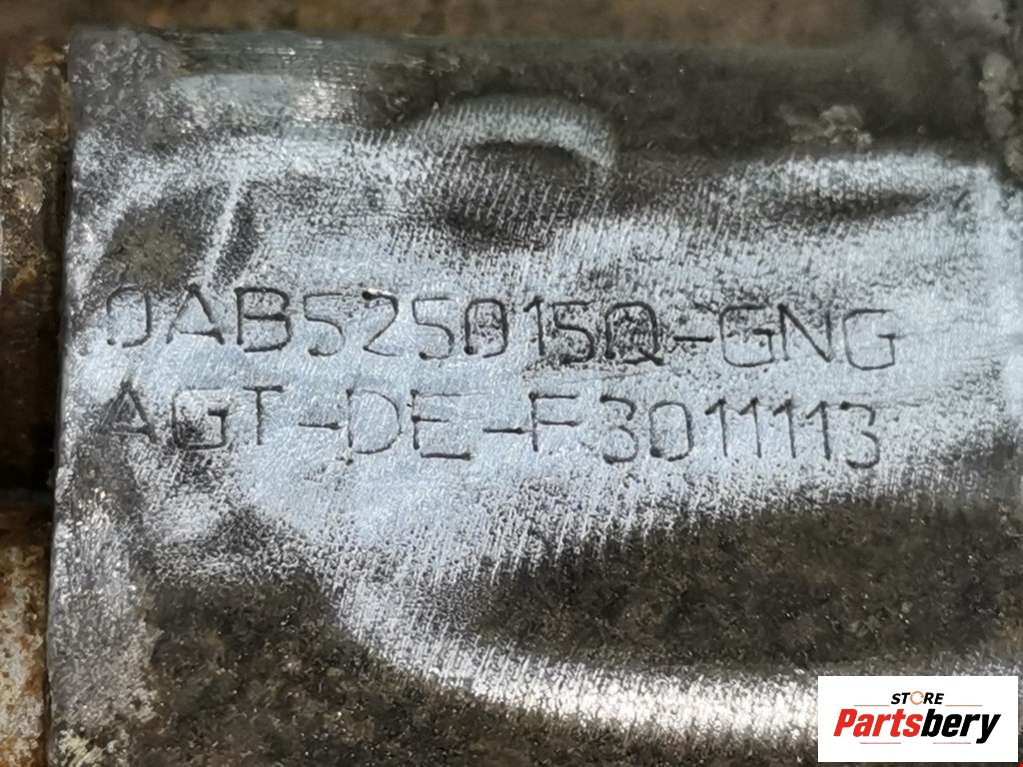 0AB525015Q-GNG
AGT-DE-F3011113
STORE
Partsbery